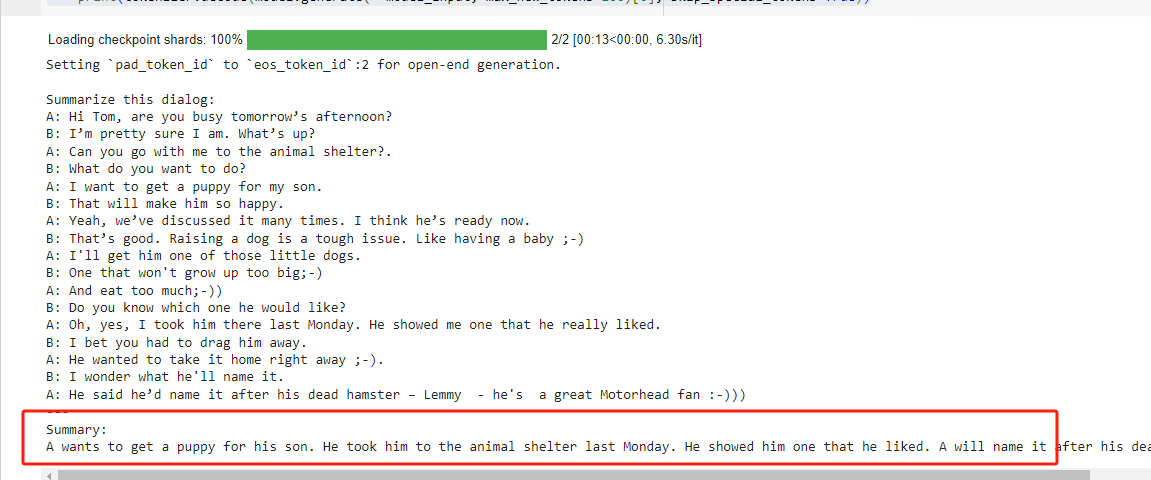 Loading checkpoint shards: 100% 2/2 [00:13<00:00, 6.30s/it]
Setting `pad_token_id` to `eos_token_id`:2 for open-end generation.
Summarize this dialog:
A: Hi Tom, are you busy tomorrow’s afternoon?
B: I’m pretty sure I am. What’s up?
A: Can you go with me to the animal shelter?.
B: What do you want to do?
A: I want to get a puppy for my son.
B: That will make him so happy.
A: Yeah, we’ve discussed it many times. I think he’s ready now.
B: That’s good. Raising a dog is a tough issue. Like having a baby ;-)
A: I'll get him one of those little dogs.
B: One that won't grow up too big;-)
A: And eat too much;-))
B: Do you know which one he would like?
A: Oh, yes, I took him there last Monday. He showed me one that he really liked.
B: I bet you had to drag him away.
A: He wanted to take it home right away ;-).
B: I wonder what he'll name it.
A: He said he’d name it after his dead hamster – Lemmy  - he's  a great Motorhead fan :-)))
---
Summary:
A wants to get a puppy for his son. He took him to the animal shelter last Monday. He showed him one that he liked. A will name it after his dea